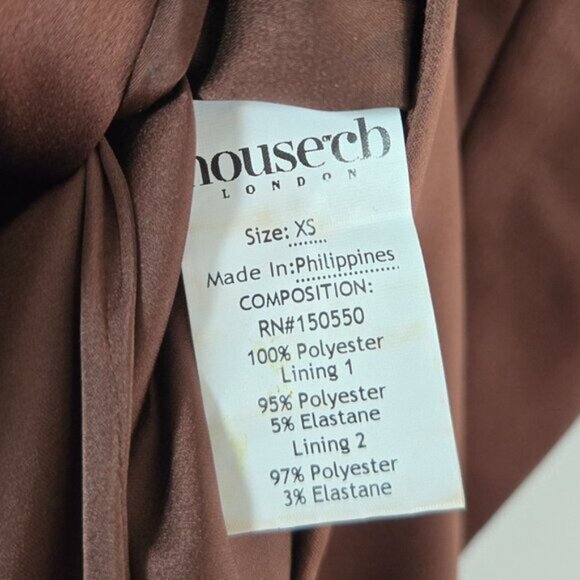 house of cb
LONDON
Size: XS
Made In:Philippines
COMPOSITION:
RN#150550
100% Polyester
Lining 1
95% Polyester
5% Elastane
Lining 2
97% Polyester
3% Elastane